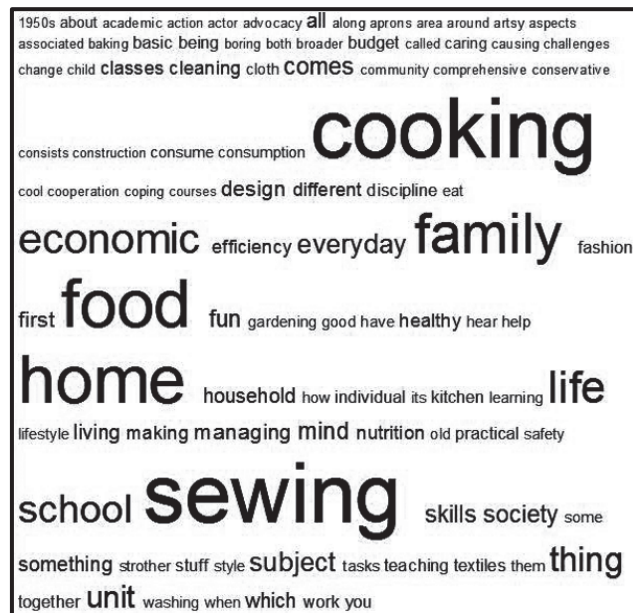 1950s about academic action actor advocacy all along aprons area around artsy aspects
associated baking basic being boring both broader budget called caring causing challenges
change child classes cleaning cloth comes community comprehensive conservative
consists construction consume consumption cooking
cool cooperation coping courses design different discipline eat
economic efficiency everyday family fashion
first food fun gardening good have healthy hear help
home household how individual its kitchen learning life
lifestyle living making managing mind nutrition old practical safety
school sewing skills society some
something strother stuff style subject tasks teaching textiles them thing
together unit washing when which work you